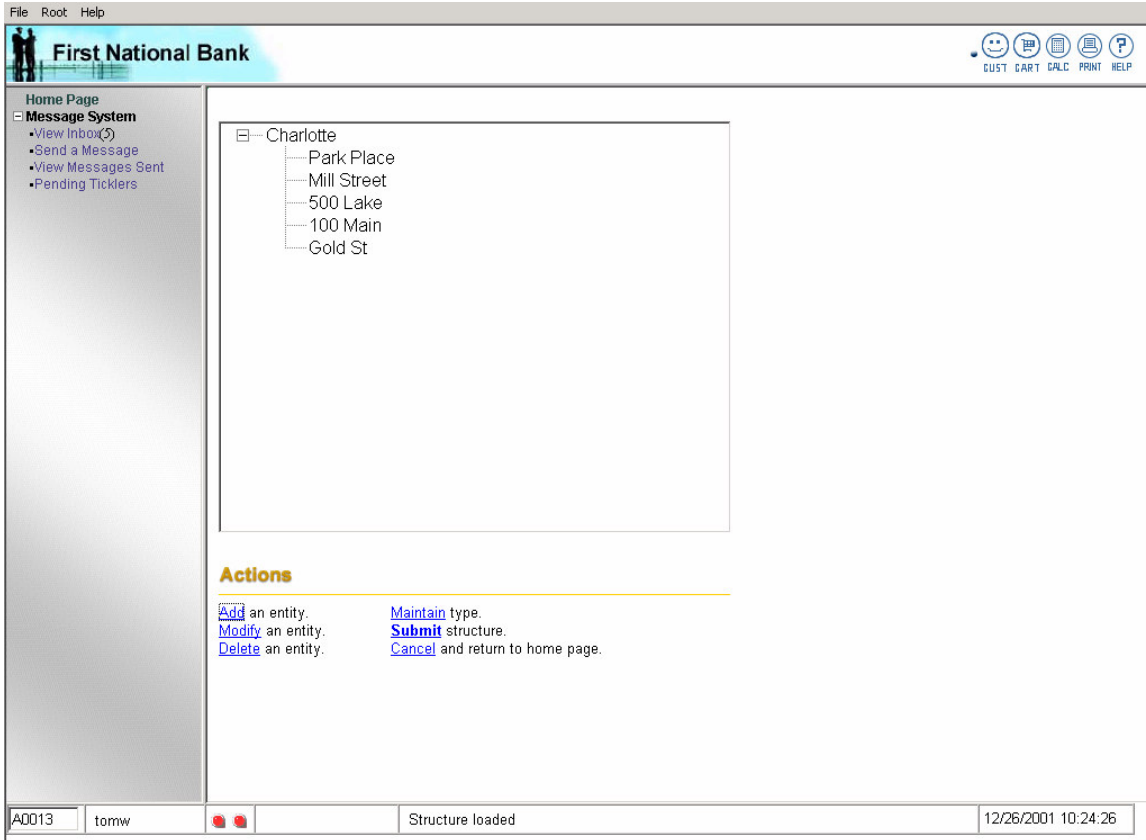 File Root Help
First National Bank
CUST CART CALC PRINT HELP
Home Page
Message System
View Inbox(5)
Send a Message
View Messages Sent
Pending Ticklers
Charlotte
Park Place
Mill Street
500 Lake
100 Main
Gold St
Actions
Add an entity. Maintain type.
Modify an entity. Submit structure.
Delete an entity. Cancel and return to home page.
A0013 tomw Structure loaded 12/26/2001 10:24:26